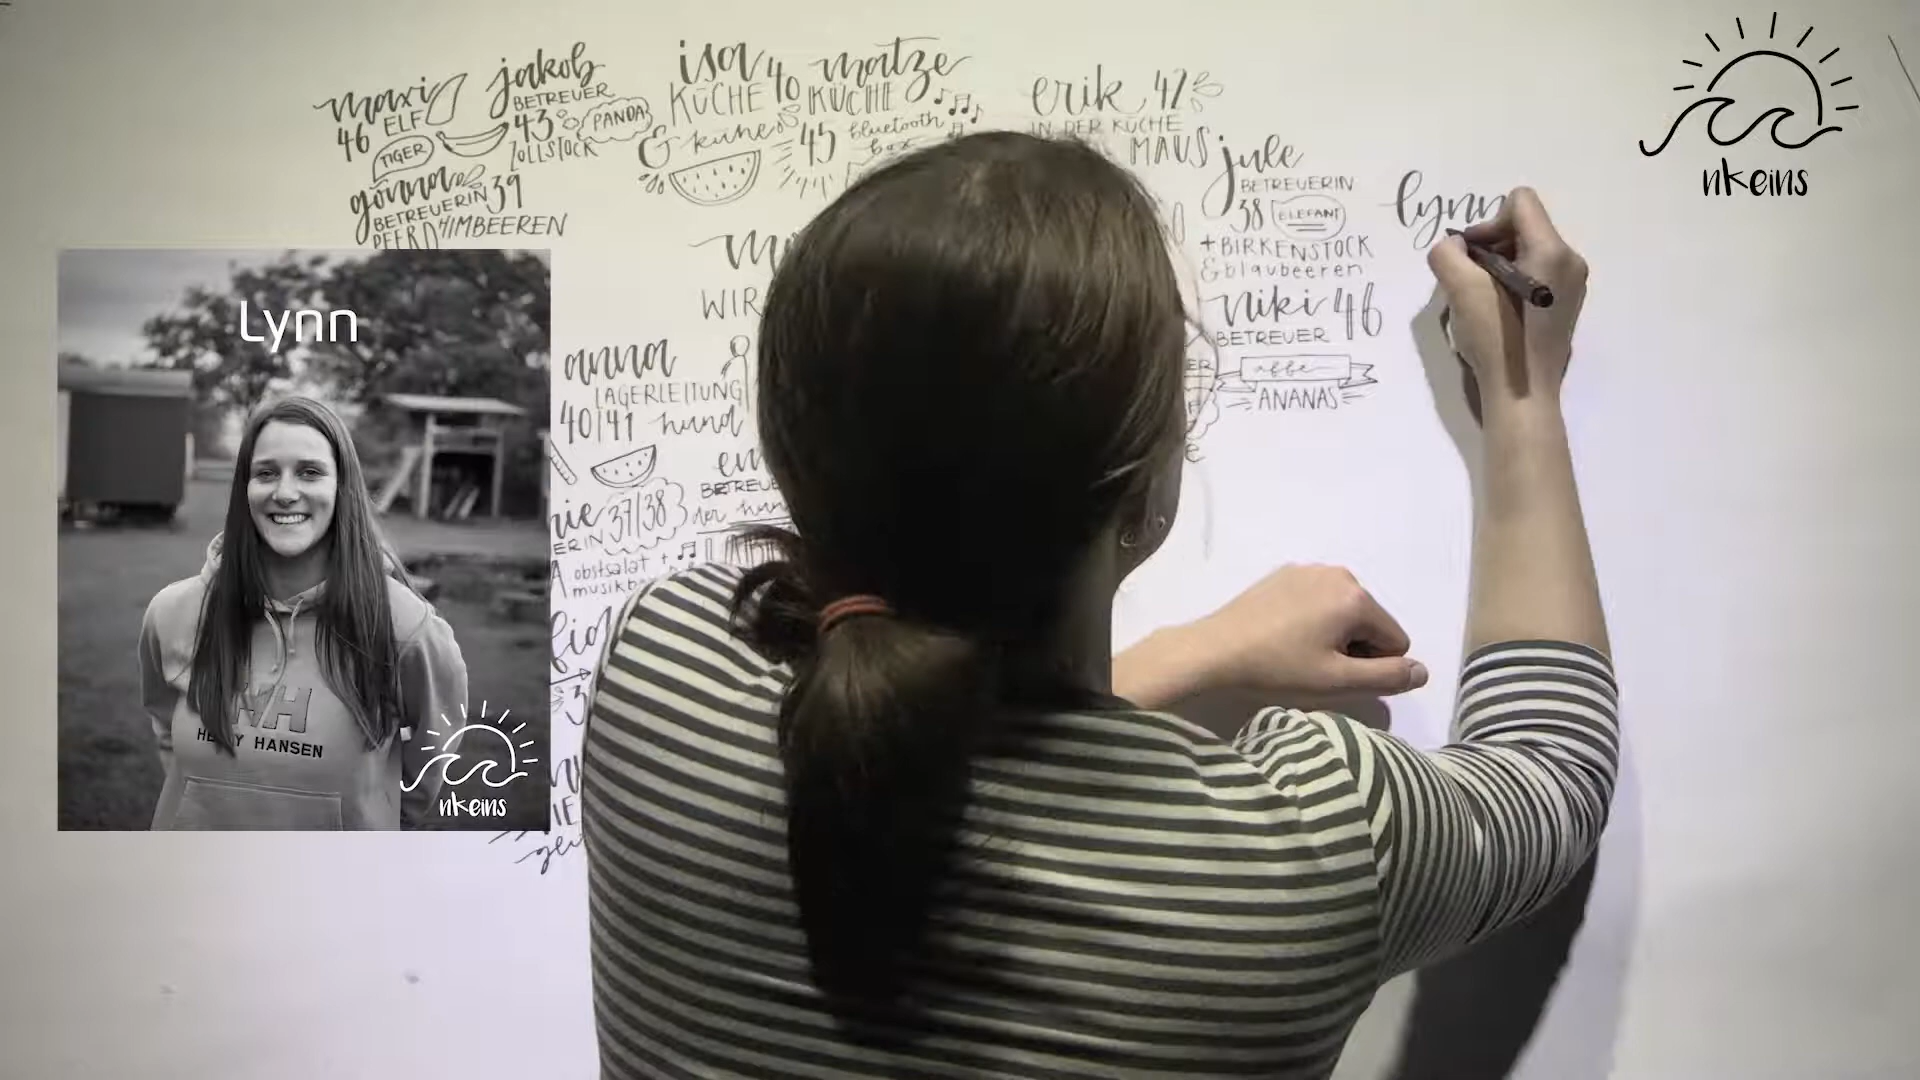 maxi
46 ELF
TIGER
jakob
BETREUER
43
PANDA
ZOLLSTOCK
gönna
BETREUERIN 39
PFERD HIMBEEREN
isa 40
KÜCHE
& kühe
matze
KÜCHE
45 bluetooth
box
erik 42
IN DER KÜCHE
MAUS
jule
BETREUERIN
38 ELEFANT
+BIRKENSTOCK
& blaubeeren
niki 46
BETREUER
affe
ANANAS
lynn
WIR
anna
LAGERLEITUNG
40/41 hund
37/38
obstsalat +
nkeins
Lynn
HELLY HANSEN
nkeins